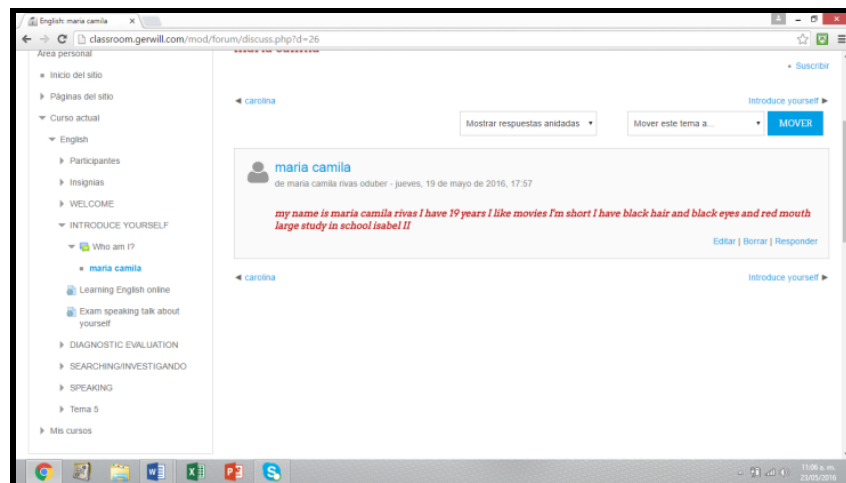 English: maria camila
classroom.gerwill.com/mod/forum/discuss.php?d=26
Area personal
Inicio del sitio
Páginas del sitio
Curso actual
English
Participantes
Insignias
WELCOME
INTRODUCE YOURSELF
Who am I?
maria camila
Learning English online
Exam speaking talk about
yourself
DIAGNOSTIC EVALUATION
SEARCHING/INVESTIGANDO
SPEAKING
Tema 5
Mis cursos
maria camila
Suscribir
◄ carolina
Introduce yourself ►
Mostrar respuestas anidadas
Mover este tema a...
MOVER
maria camila
de maria camila rivas oduber - jueves, 19 de mayo de 2016, 17:57
my name is maria camila rivas I have 19 years I like movies I'm short I have black hair and black eyes and red mouth
large study in school isabel II
Editar | Borrar | Responder
◄ carolina
Introduce yourself ►
11:06 a. m.
23/05/2016